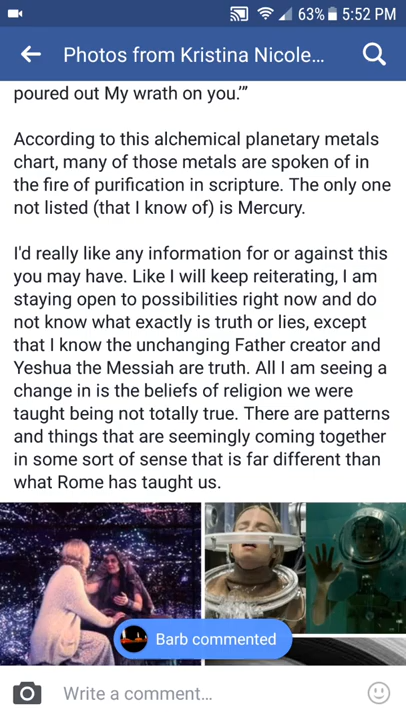 63% 5:52 PM
Photos from Kristina Nicole...
poured out My wrath on you.'”
According to this alchemical planetary metals
chart, many of those metals are spoken of in
the fire of purification in scripture. The only one
not listed (that I know of) is Mercury.
I'd really like any information for or against this
you may have. Like I will keep reiterating, I am
staying open to possibilities right now and do
not know what exactly is truth or lies, except
that I know the unchanging Father creator and
Yeshua the Messiah are truth. All I am seeing a
change in is the beliefs of religion we were
taught being not totally true. There are patterns
and things that are seemingly coming together
in some sort of sense that is far different than
what Rome has taught us.
Barb commented
Write a comment...